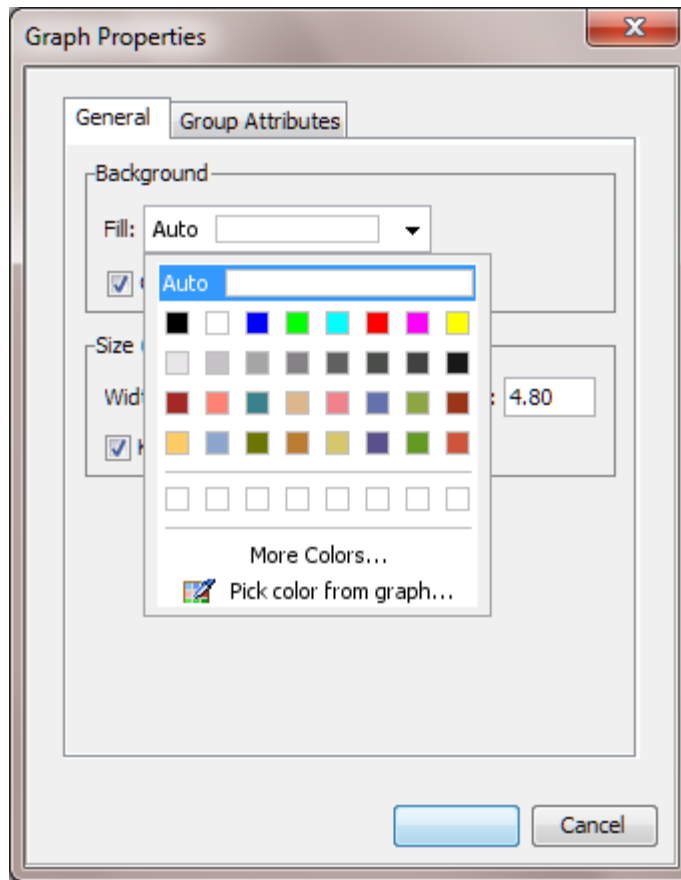 Graph Properties
General Group Attributes
Background
Fill: Auto
Auto
Size
: 4.80
More Colors...
Pick color from graph...
Cancel